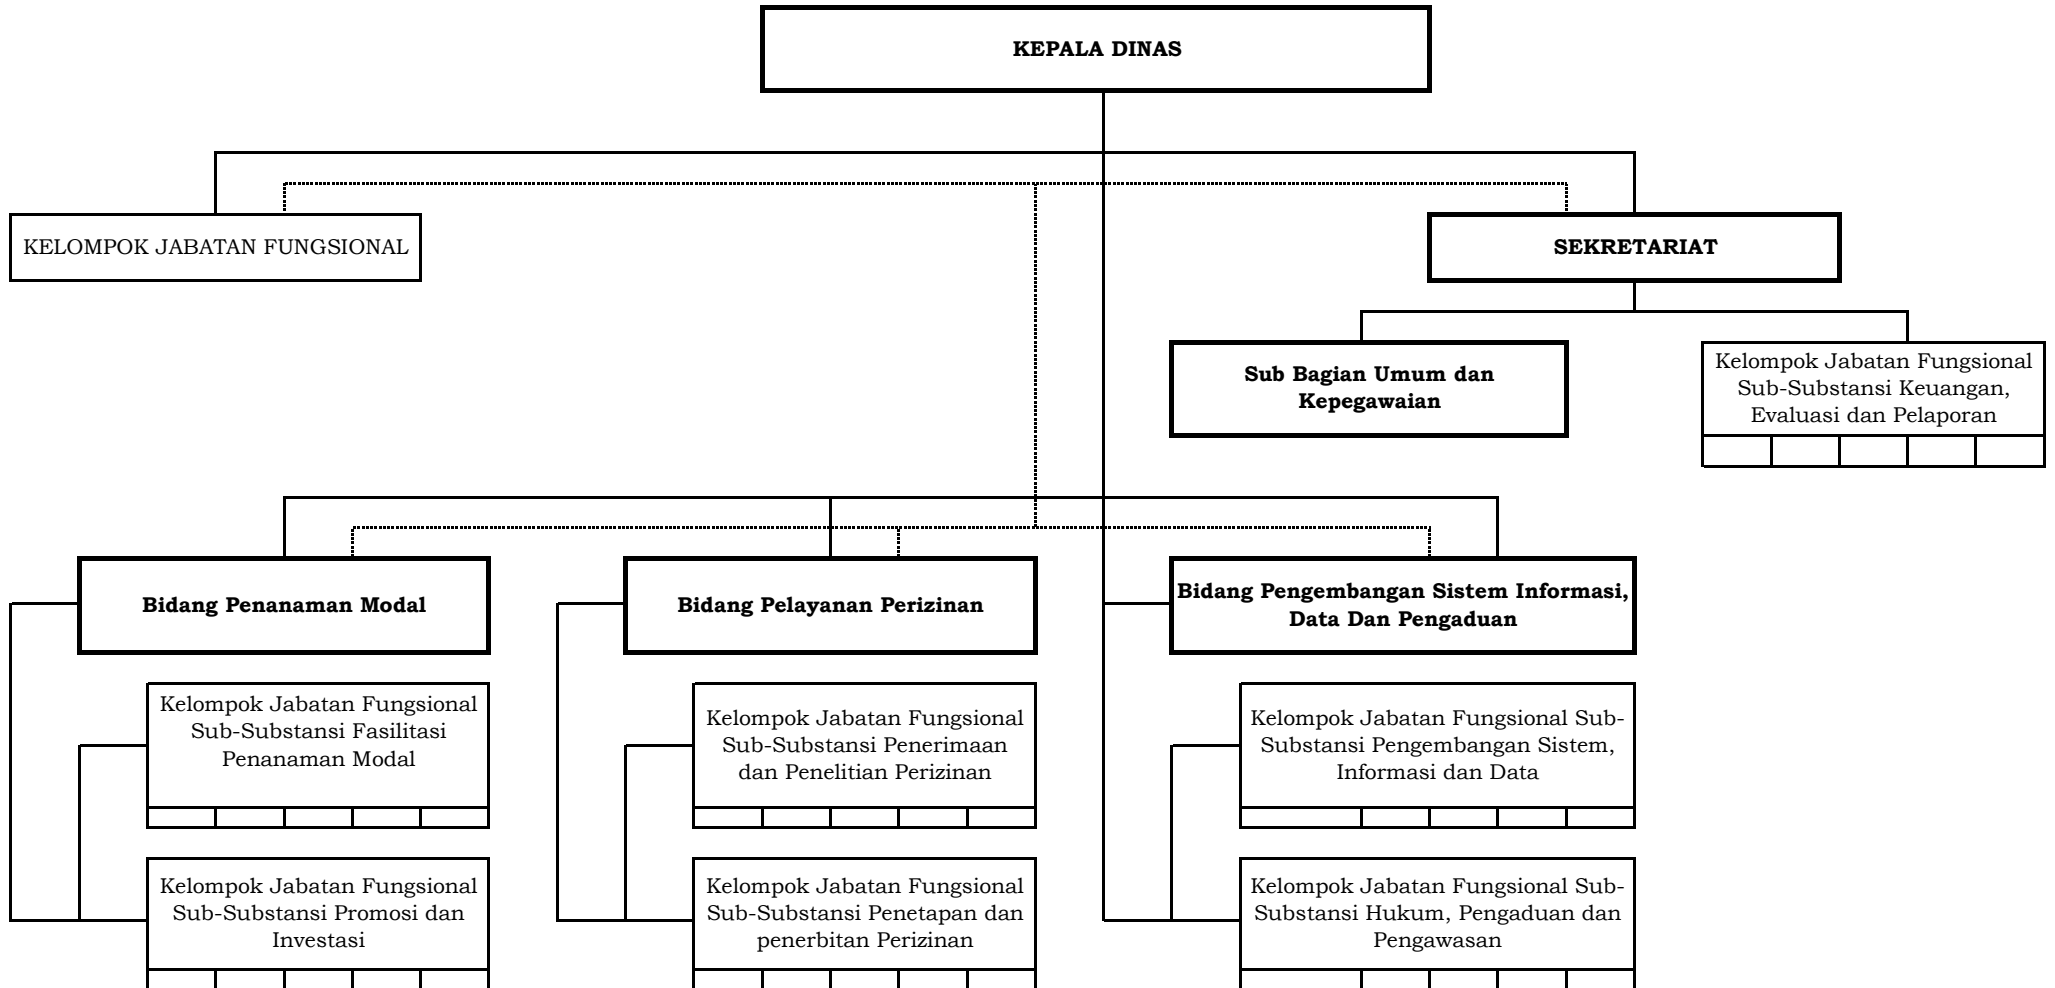 KEPALA DINAS
KELOMPOK JABATAN FUNGSIONAL
SEKRETARIAT
Sub Bagian Umum dan
Kepegawaian
Kelompok Jabatan Fungsional
Sub-Substansi Keuangan,
Evaluasi dan Pelaporan
Bidang Penanaman Modal
Bidang Pelayanan Perizinan
Bidang Pengembangan Sistem Informasi,
Data Dan Pengaduan
Kelompok Jabatan Fungsional
Sub-Substansi Fasilitasi
Penanaman Modal
Kelompok Jabatan Fungsional
Sub-Substansi Penerimaan
dan Penelitian Perizinan
Kelompok Jabatan Fungsional Sub-
Substansi Pengembangan Sistem,
Informasi dan Data
Kelompok Jabatan Fungsional
Sub-Substansi Promosi dan
Investasi
Kelompok Jabatan Fungsional
Sub-Substansi Penetapan dan
penerbitan Perizinan
Kelompok Jabatan Fungsional Sub-
Substansi Hukum, Pengaduan dan
Pengawasan